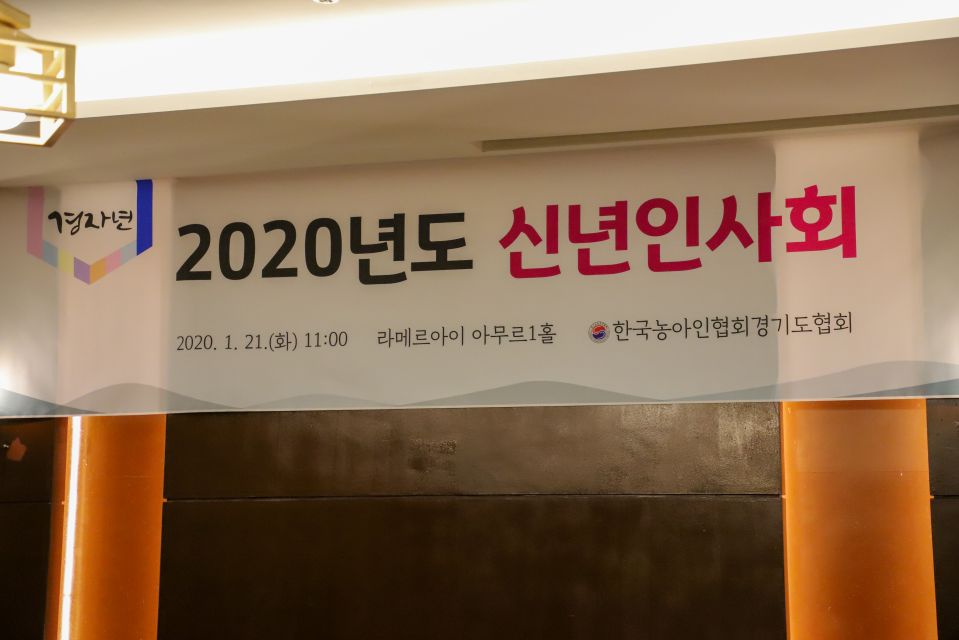 경자년
2020년도 신년인사회
2020. 1. 21.(화) 11:00 라메르아이 아무르1홀 한국농아인협회경기도협회